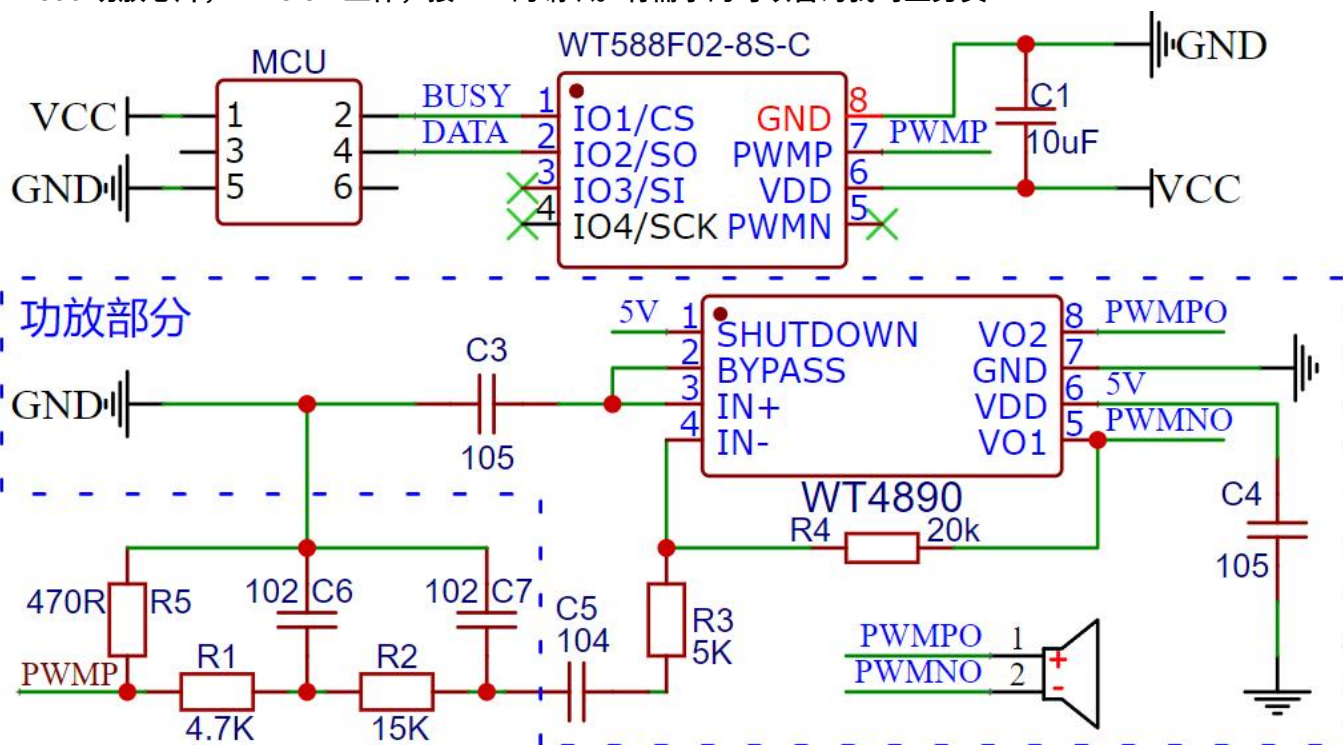 WT588F02-8S-C
MCU
VCC
1
2
3
4
5
6
GND
BUSY
DATA
1
IO1/CS
2
IO2/SO
3
IO3/SI
4
IO4/SCK
GND
8
PWMP
7
PWMP
VDD
6
PWMN
5
GND
C1
10uF
VCC
功放部分
GND
C3
105
5V
1
SHUTDOWN
2
BYPASS
3
IN+
4
IN-
VO2
8
PWMPO
GND
7
VDD
6
5V
VO1
5
PWMNO
WT4890
R4
20k
C4
105
470R
R5
102
C6
102
C7
C5
104
R3
5K
PWMP
R1
4.7K
R2
15K
PWMPO
1
PWMNO
2
+
-